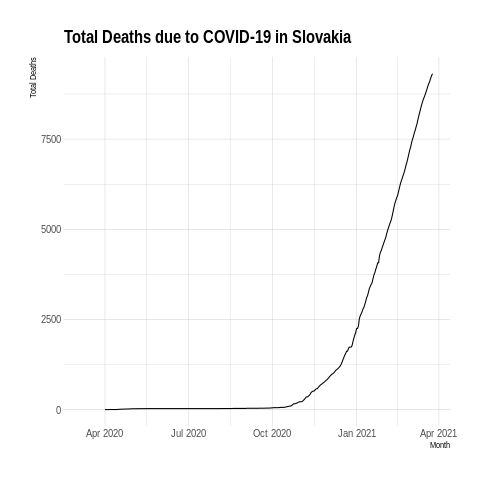 Total Deaths due to COVID-19 in Slovakia
Total Deaths
7500
5000
2500
0
Apr 2020 Jul 2020 Oct 2020 Jan 2021 Apr 2021
Month